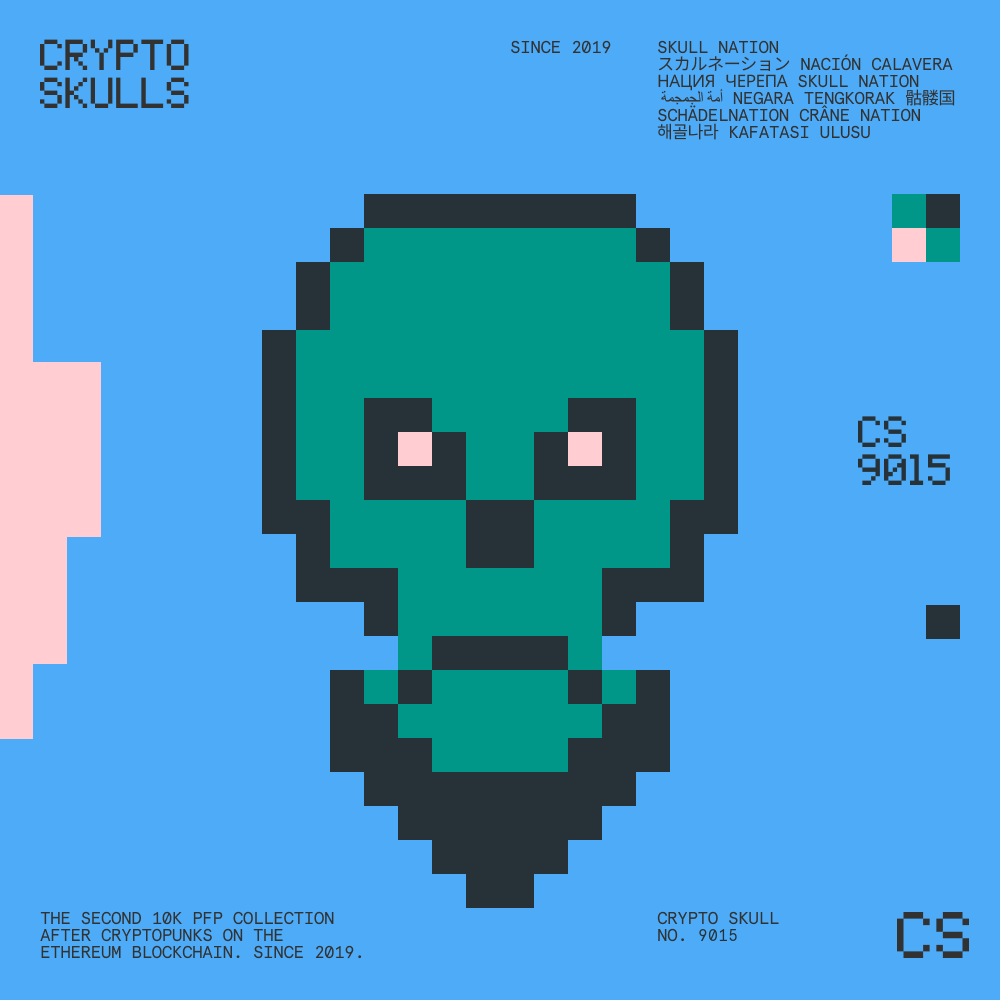 CRYPTO
SKULLS
SINCE 2019
SKULL NATION
スカルネーション NACIÓN CALAVERA
НАЦИЯ ЧЕРЕПА SKULL NATION
أمة الجمجمة NEGARA TENGKORAK 骷髅国
SCHÄDELNATION CRÂNE NATION
해골나라 KAFATASI ULUSU
CS
9015
THE SECOND 10K PFP COLLECTION
AFTER CRYPTOPUNKS ON THE
ETHEREUM BLOCKCHAIN. SINCE 2019.
CRYPTO SKULL
NO. 9015
CS